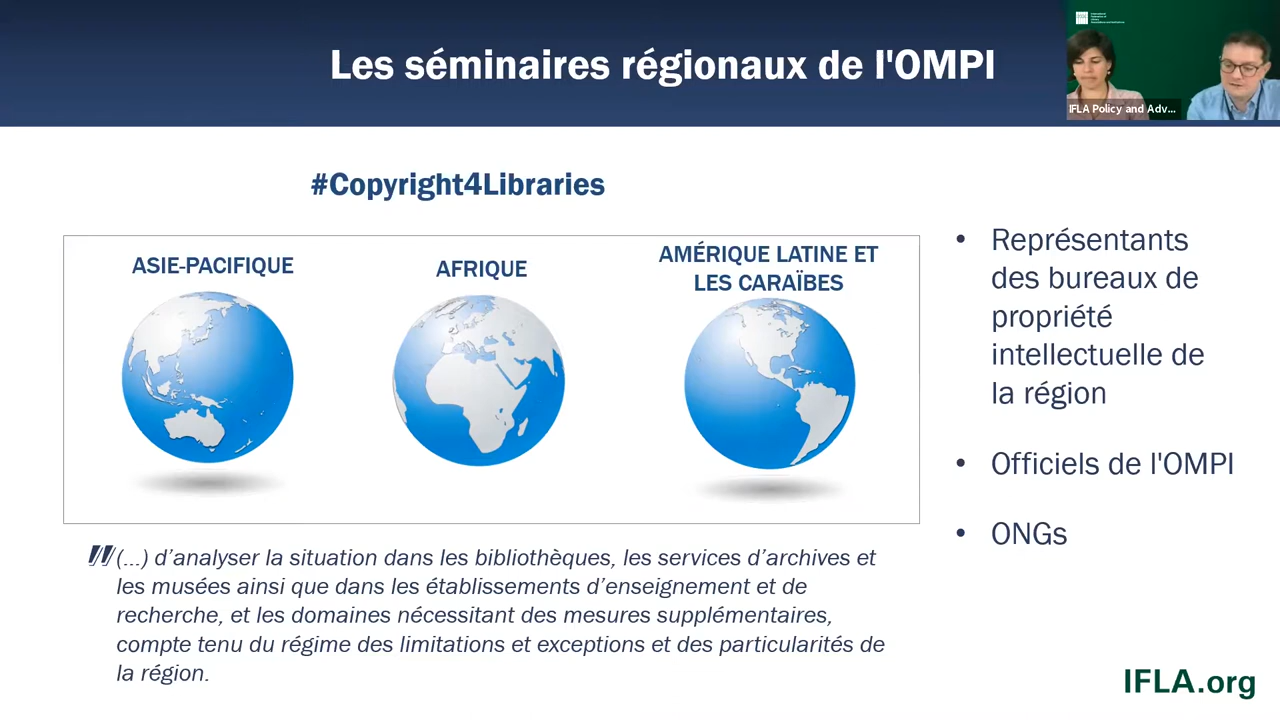 Les séminaires régionaux de l'OMPI
IFLA Policy and Adv...
#Copyright4Libraries
ASIE-PACIFIQUE
AFRIQUE
AMÉRIQUE LATINE ET
LES CARAÏBES
• Représentants
des bureaux de
propriété
intellectuelle de
la région
• Officiels de l'OMPI
• ONGs
"(...) d’analyser la situation dans les bibliothèques, les services d’archives et
les musées ainsi que dans les établissements d’enseignement et de
recherche, et les domaines nécessitant des mesures supplémentaires,
compte tenu du régime des limitations et exceptions et des particularités de
la région.
IFLA.org